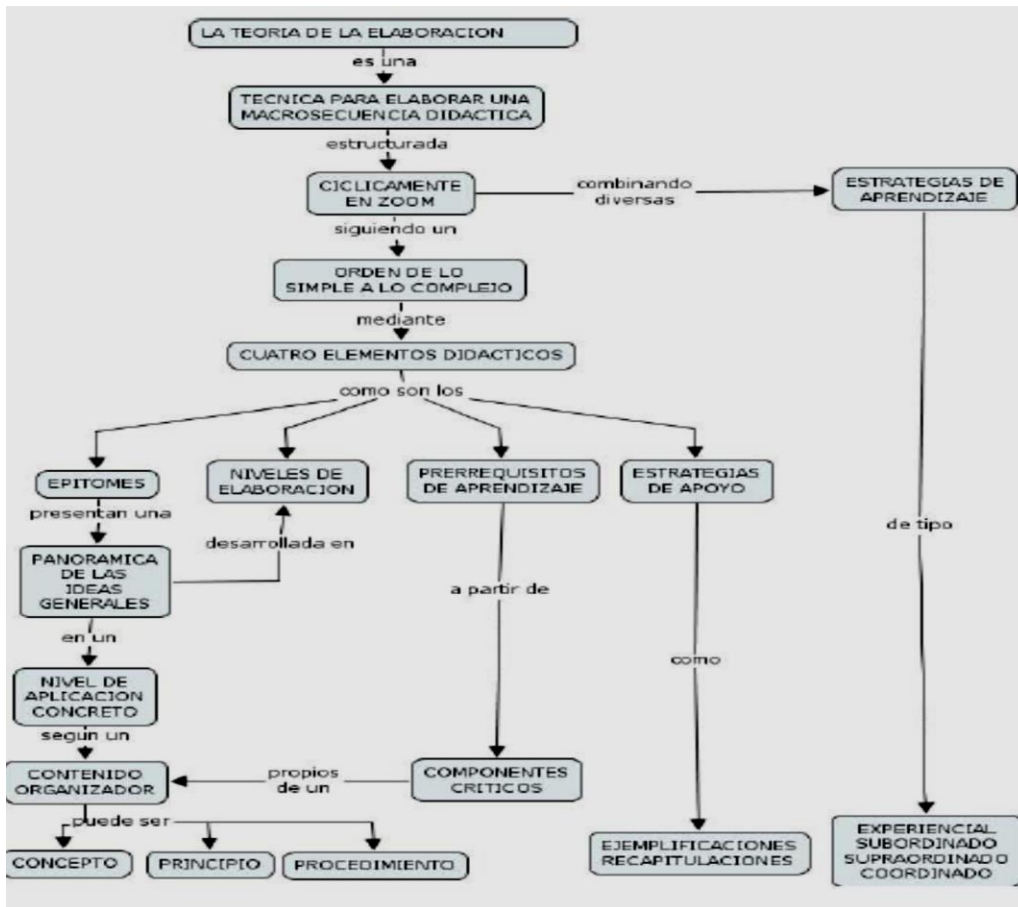 LA TEORIA DE LA ELABORACION
es una
TECNICA PARA ELABORAR UNA
MACROSECUENCIA DIDACTICA
estructurada
CICLICAMENTE
EN ZOOM
combinando
diversas
ESTRATEGIAS DE
APRENDIZAJE
siguiendo un
ORDEN DE LO
SIMPLE A LO COMPLEJO
mediante
CUATRO ELEMENTOS DIDACTICOS
como son los
EPITOMES
NIVELES DE
ELABORACION
PRERREQUISITOS
DE APRENDIZAJE
ESTRATEGIAS
DE APOYO
presentan una
desarrollada en
de tipo
PANORAMICA
DE LAS
IDEAS
GENERALES
a partir de
en un
como
NIVEL DE
APLICACION
CONCRETO
segun un
CONTENIDO
ORGANIZADOR
propios
de un
COMPONENTES
CRITICOS
puede ser
CONCEPTO
PRINCIPIO
PROCEDIMIENTO
EJEMPLIFICACIONES
RECAPITULACIONES
EXPERIENCIAL
SUBORDINADO
SUPRAORDINADO
COORDINADO